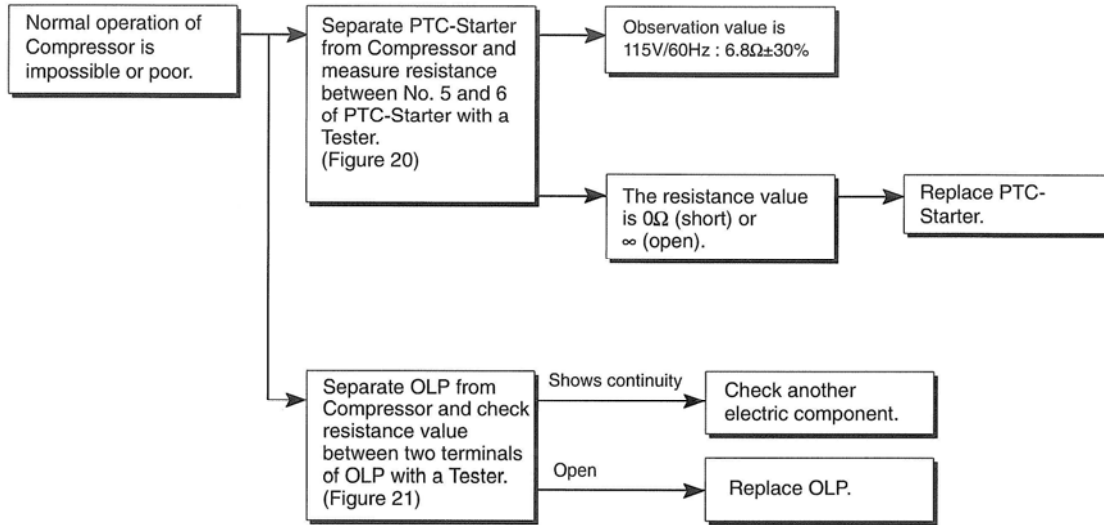 Normal operation of
Compressor is
impossible or poor.
Separate PTC-Starter
from Compressor and
measure resistance
between No. 5 and 6
of PTC-Starter with a
Tester.
(Figure 20)
Observation value is
115V/60Hz : 6.8Ω±30%
The resistance value
is 0Ω (short) or
∞ (open).
Replace PTC-
Starter.
Separate OLP from
Compressor and check
resistance value
between two terminals
of OLP with a Tester.
(Figure 21)
Shows continuity
Check another
electric component.
Open
Replace OLP.